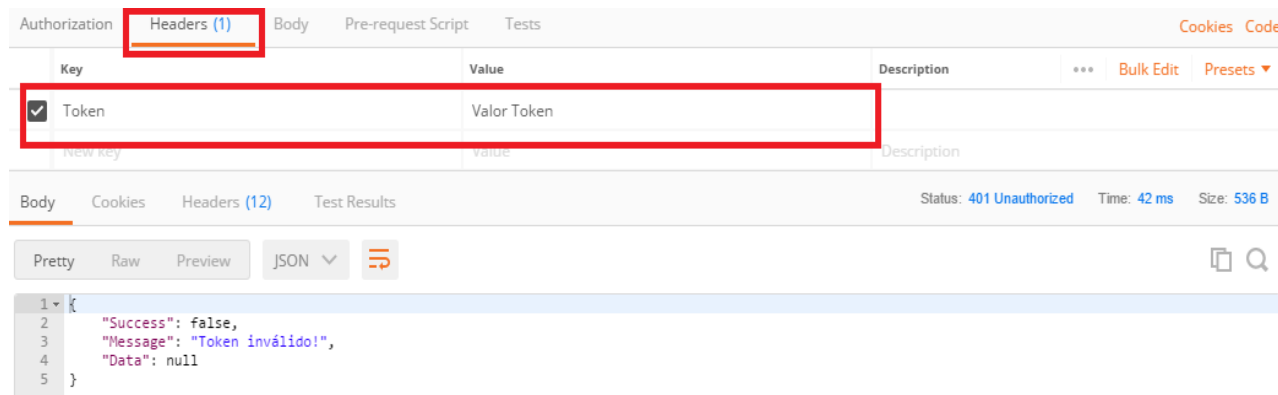 Authorization Headers (1) Body Pre-request Script Tests Cookies Code
Key Value Description Bulk Edit Presets
Token Valor Token
New key Value Description
Body Cookies Headers (12) Test Results Status: 401 Unauthorized Time: 42 ms Size: 536 B
Pretty Raw Preview JSON
1 {
2 "Success": false,
3 "Message": "Token inválido!",
4 "Data": null
5 }